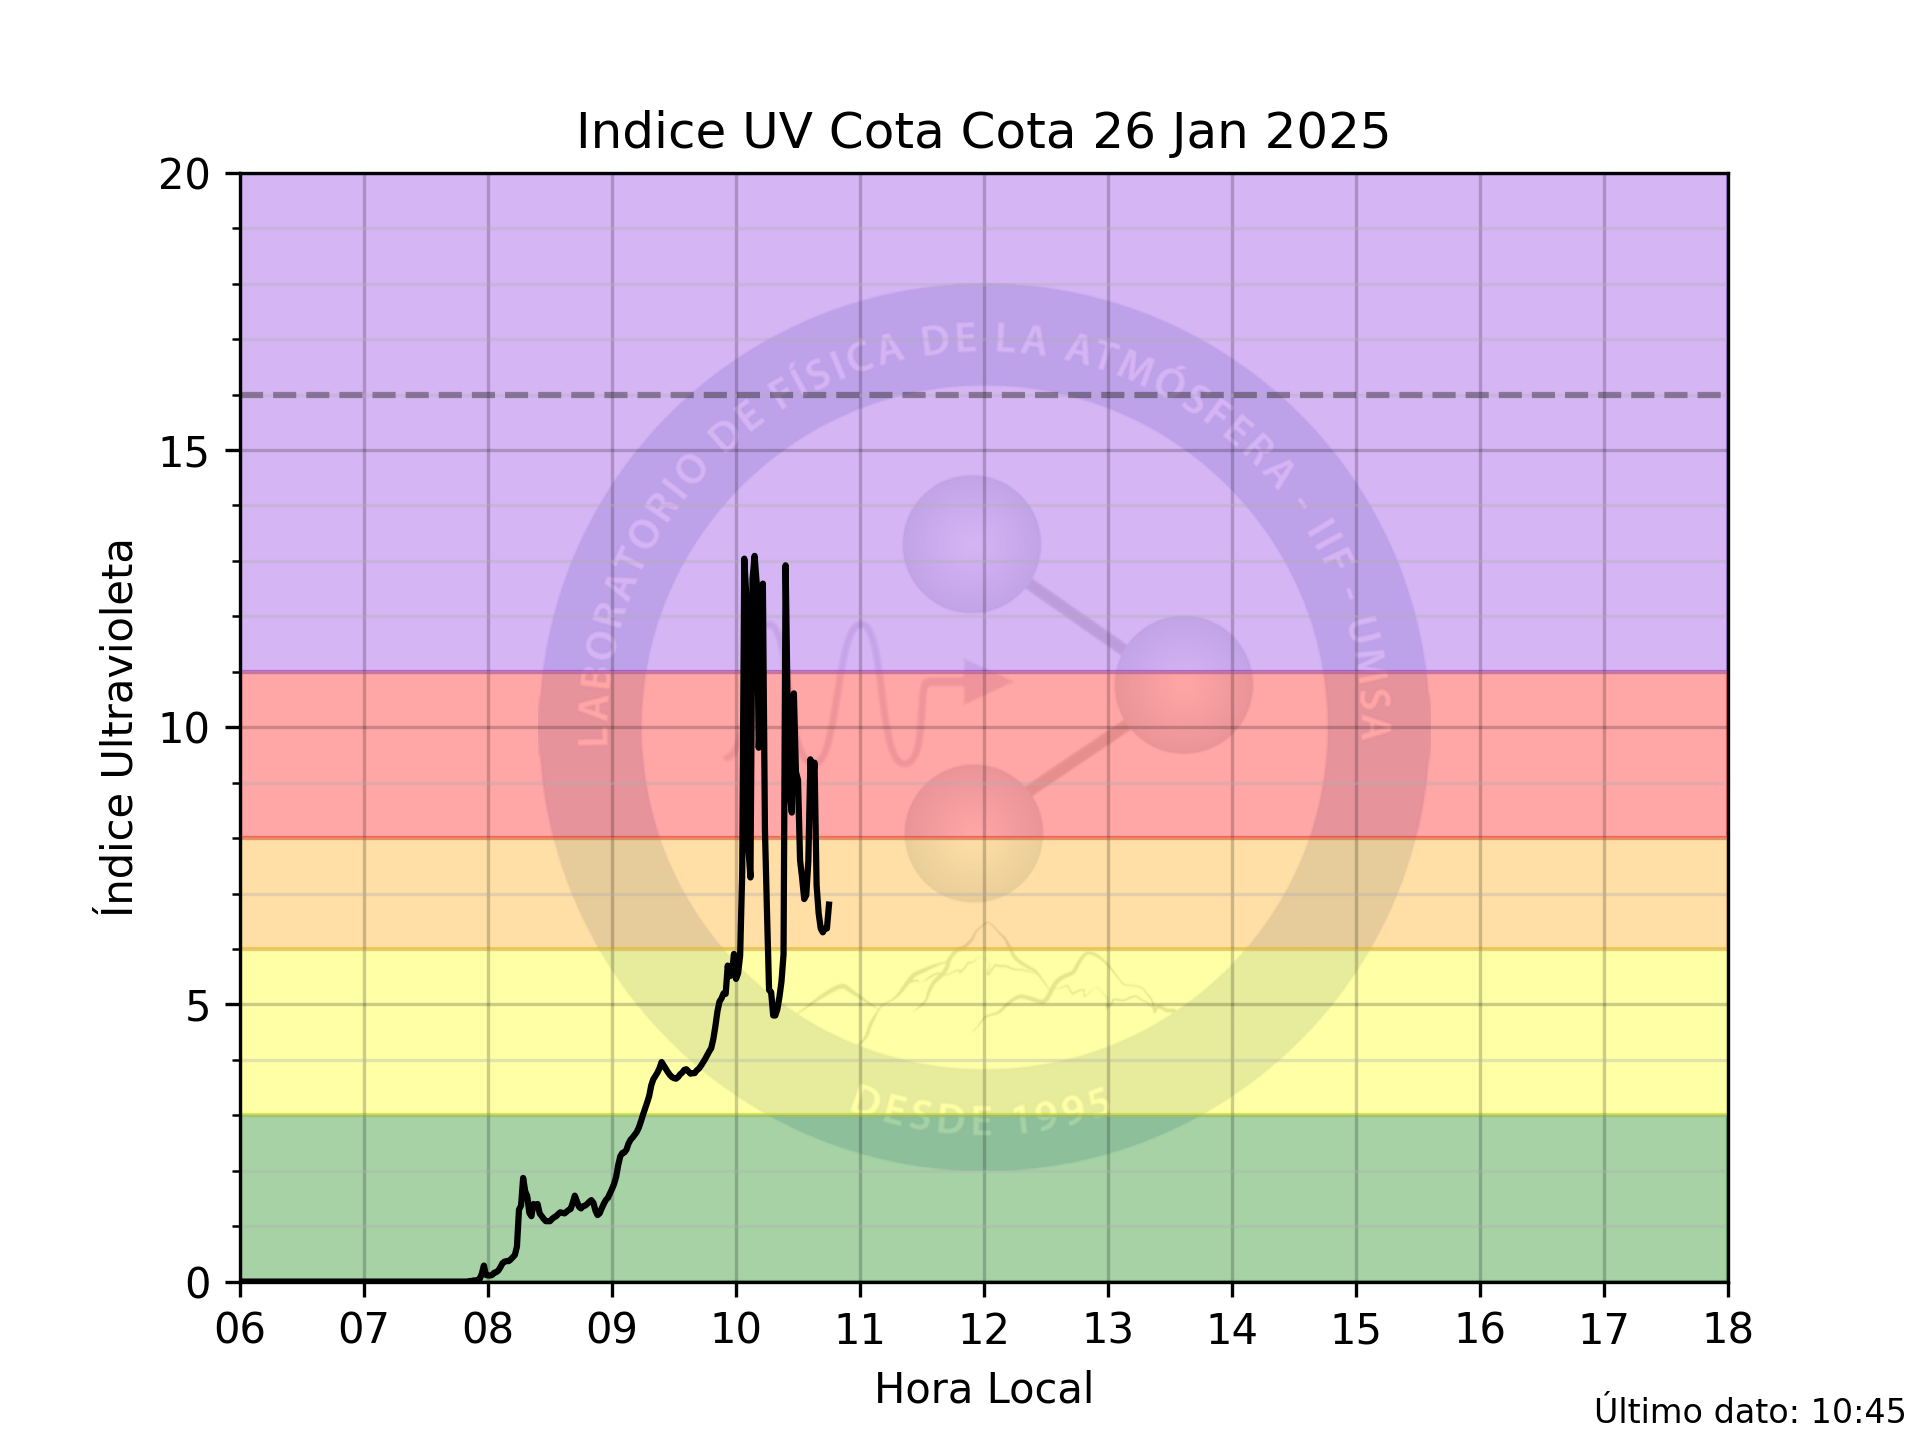 Indice UV Cota Cota 26 Jan 2025
20
15
10
5
0
Índice Ultravioleta
LABORATORIO DE FÍSICA DE LA ATMÓSFERA - IIF - UMSA
DESDE 1995
06 07 08 09 10 11 12 13 14 15 16 17 18
Hora Local
Último dato: 10:45